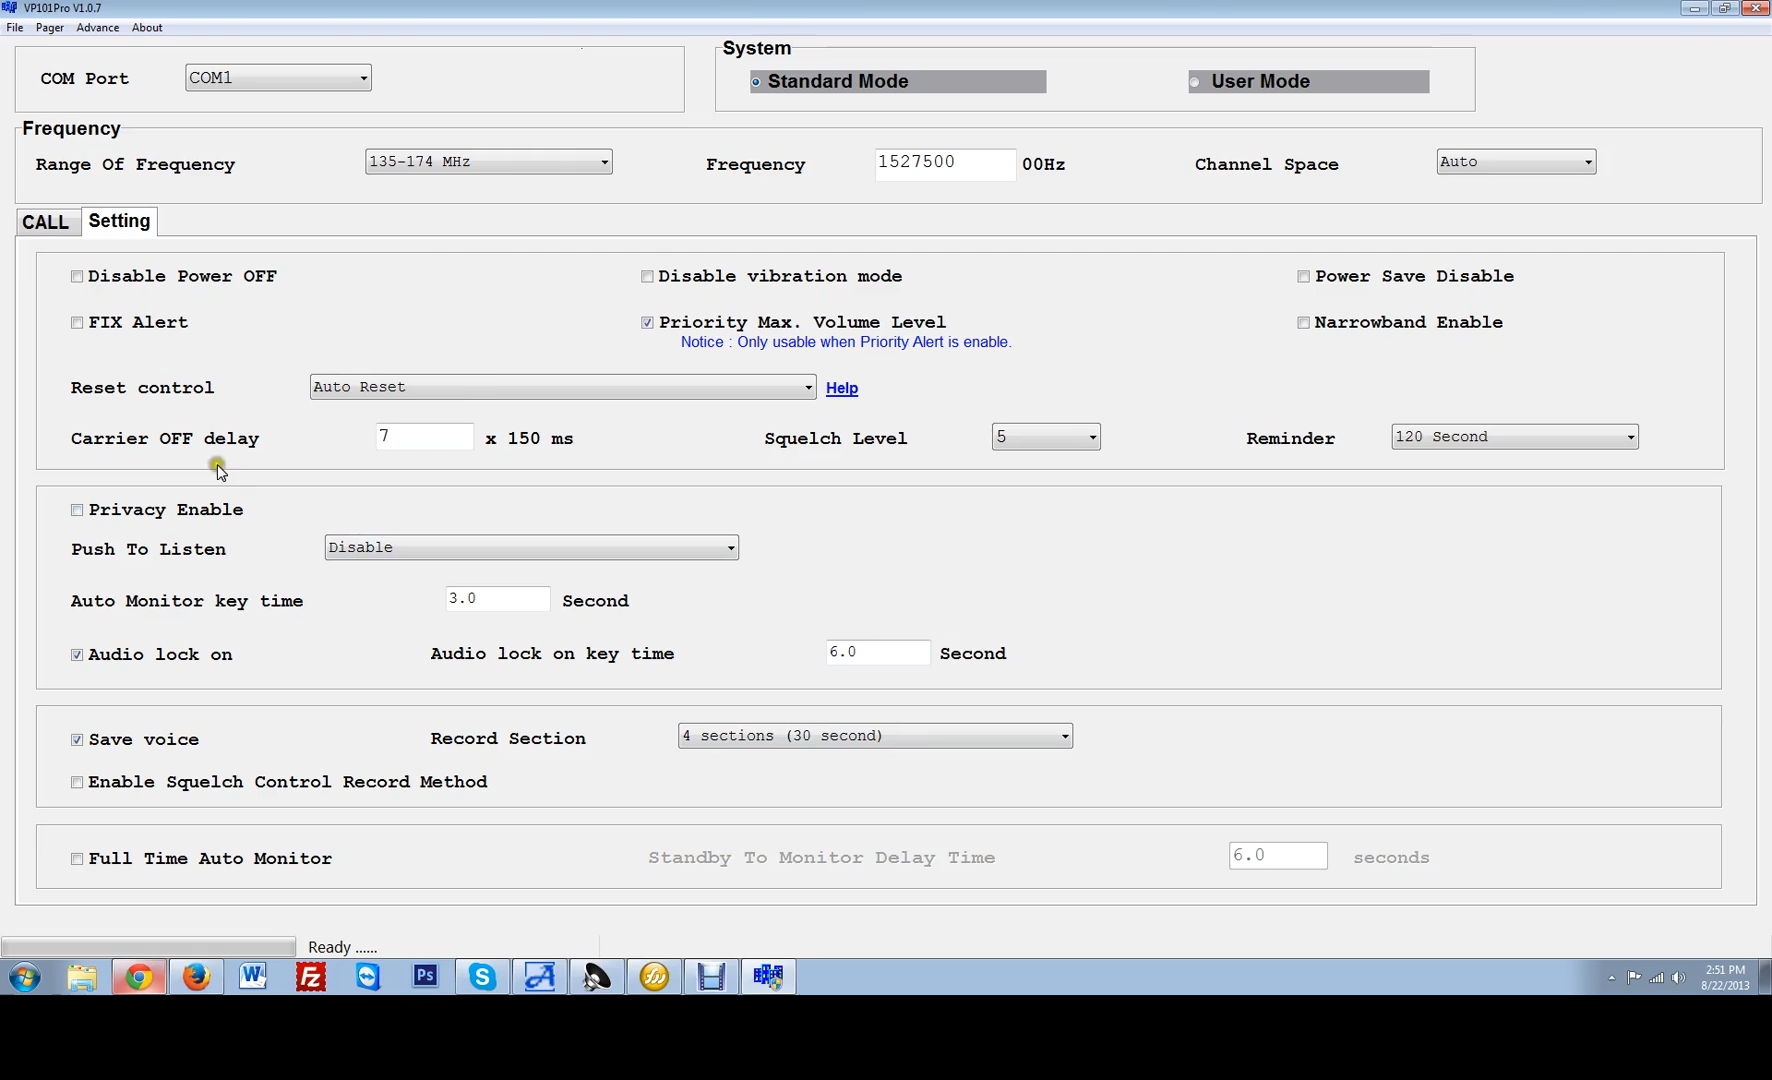 VP101Pro V1.0.7
File Pager Advance About
System
COM Port COM1 Standard Mode User Mode
Frequency
Range Of Frequency 135-174 MHz Frequency 1527500 00Hz Channel Space Auto
CALL Setting
Disable Power OFF Disable vibration mode Power Save Disable
FIX Alert Priority Max. Volume Level Narrowband Enable
Notice : Only usable when Priority Alert is enable.
Reset control Auto Reset Help
Carrier OFF delay 7 x 150 ms Squelch Level 5 Reminder 120 Second
Privacy Enable
Push To Listen Disable
Auto Monitor key time 3.0 Second
Audio lock on Audio lock on key time 6.0 Second
Save voice Record Section 4 sections (30 second)
Enable Squelch Control Record Method
Full Time Auto Monitor Standby To Monitor Delay Time 6.0 seconds
Ready ......
W Fz Ps S A
2:51 PM
8/22/2013